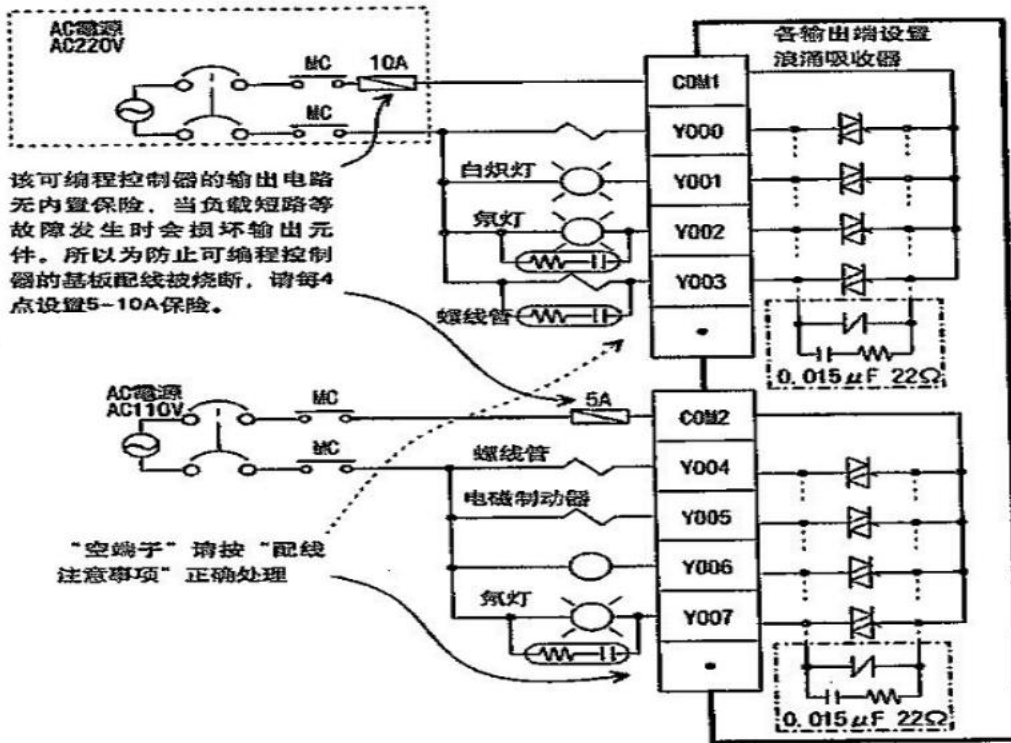 AC電源
AC220V
MC
10A
MC
各输出端设置
浪涌吸收器
COM1
Y000
白炽灯
Y001
氖灯
Y002
Y003
螺线管
该可编程控制器的输出电路
无内置保险，当负载短路等
故障发生时会损坏输出元
件。所以为防止可编程控制
器的基板配线被烧断，请每4
点设置5-10A保险。
0.015μF 22Ω
AC電源
AC110V
MC
5A
MC
COM2
螺线管
Y004
电磁制动器
Y005
Y006
氖灯
Y007
“空端子”请按“配线
注意事项”正确处理
0.015μF 22Ω